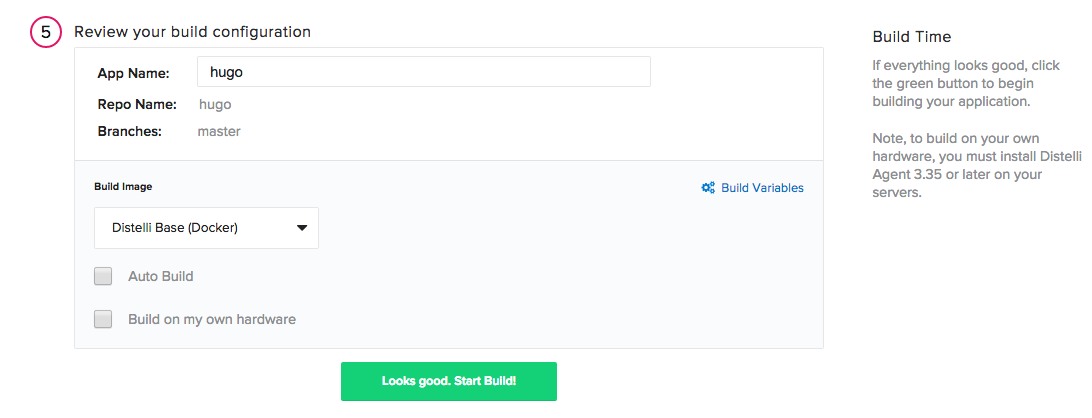 5 Review your build configuration
App Name: hugo
Repo Name: hugo
Branches: master
Build Image
Build Variables
Distelli Base (Docker)
Auto Build
Build on my own hardware
Looks good. Start Build!
Build Time
If everything looks good, click
the green button to begin
building your application.
Note, to build on your own
hardware, you must install Distelli
Agent 3.35 or later on your
servers.